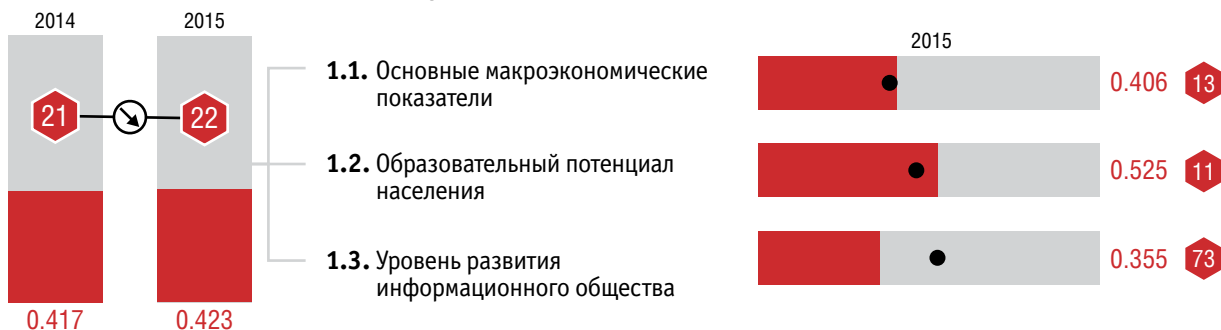 2014
2015
21
22
0.417
0.423
1.1. Основные макроэкономические
показатели
1.2. Образовательный потенциал
населения
1.3. Уровень развития
информационного общества
2015
0.406 13
0.525 11
0.355 73